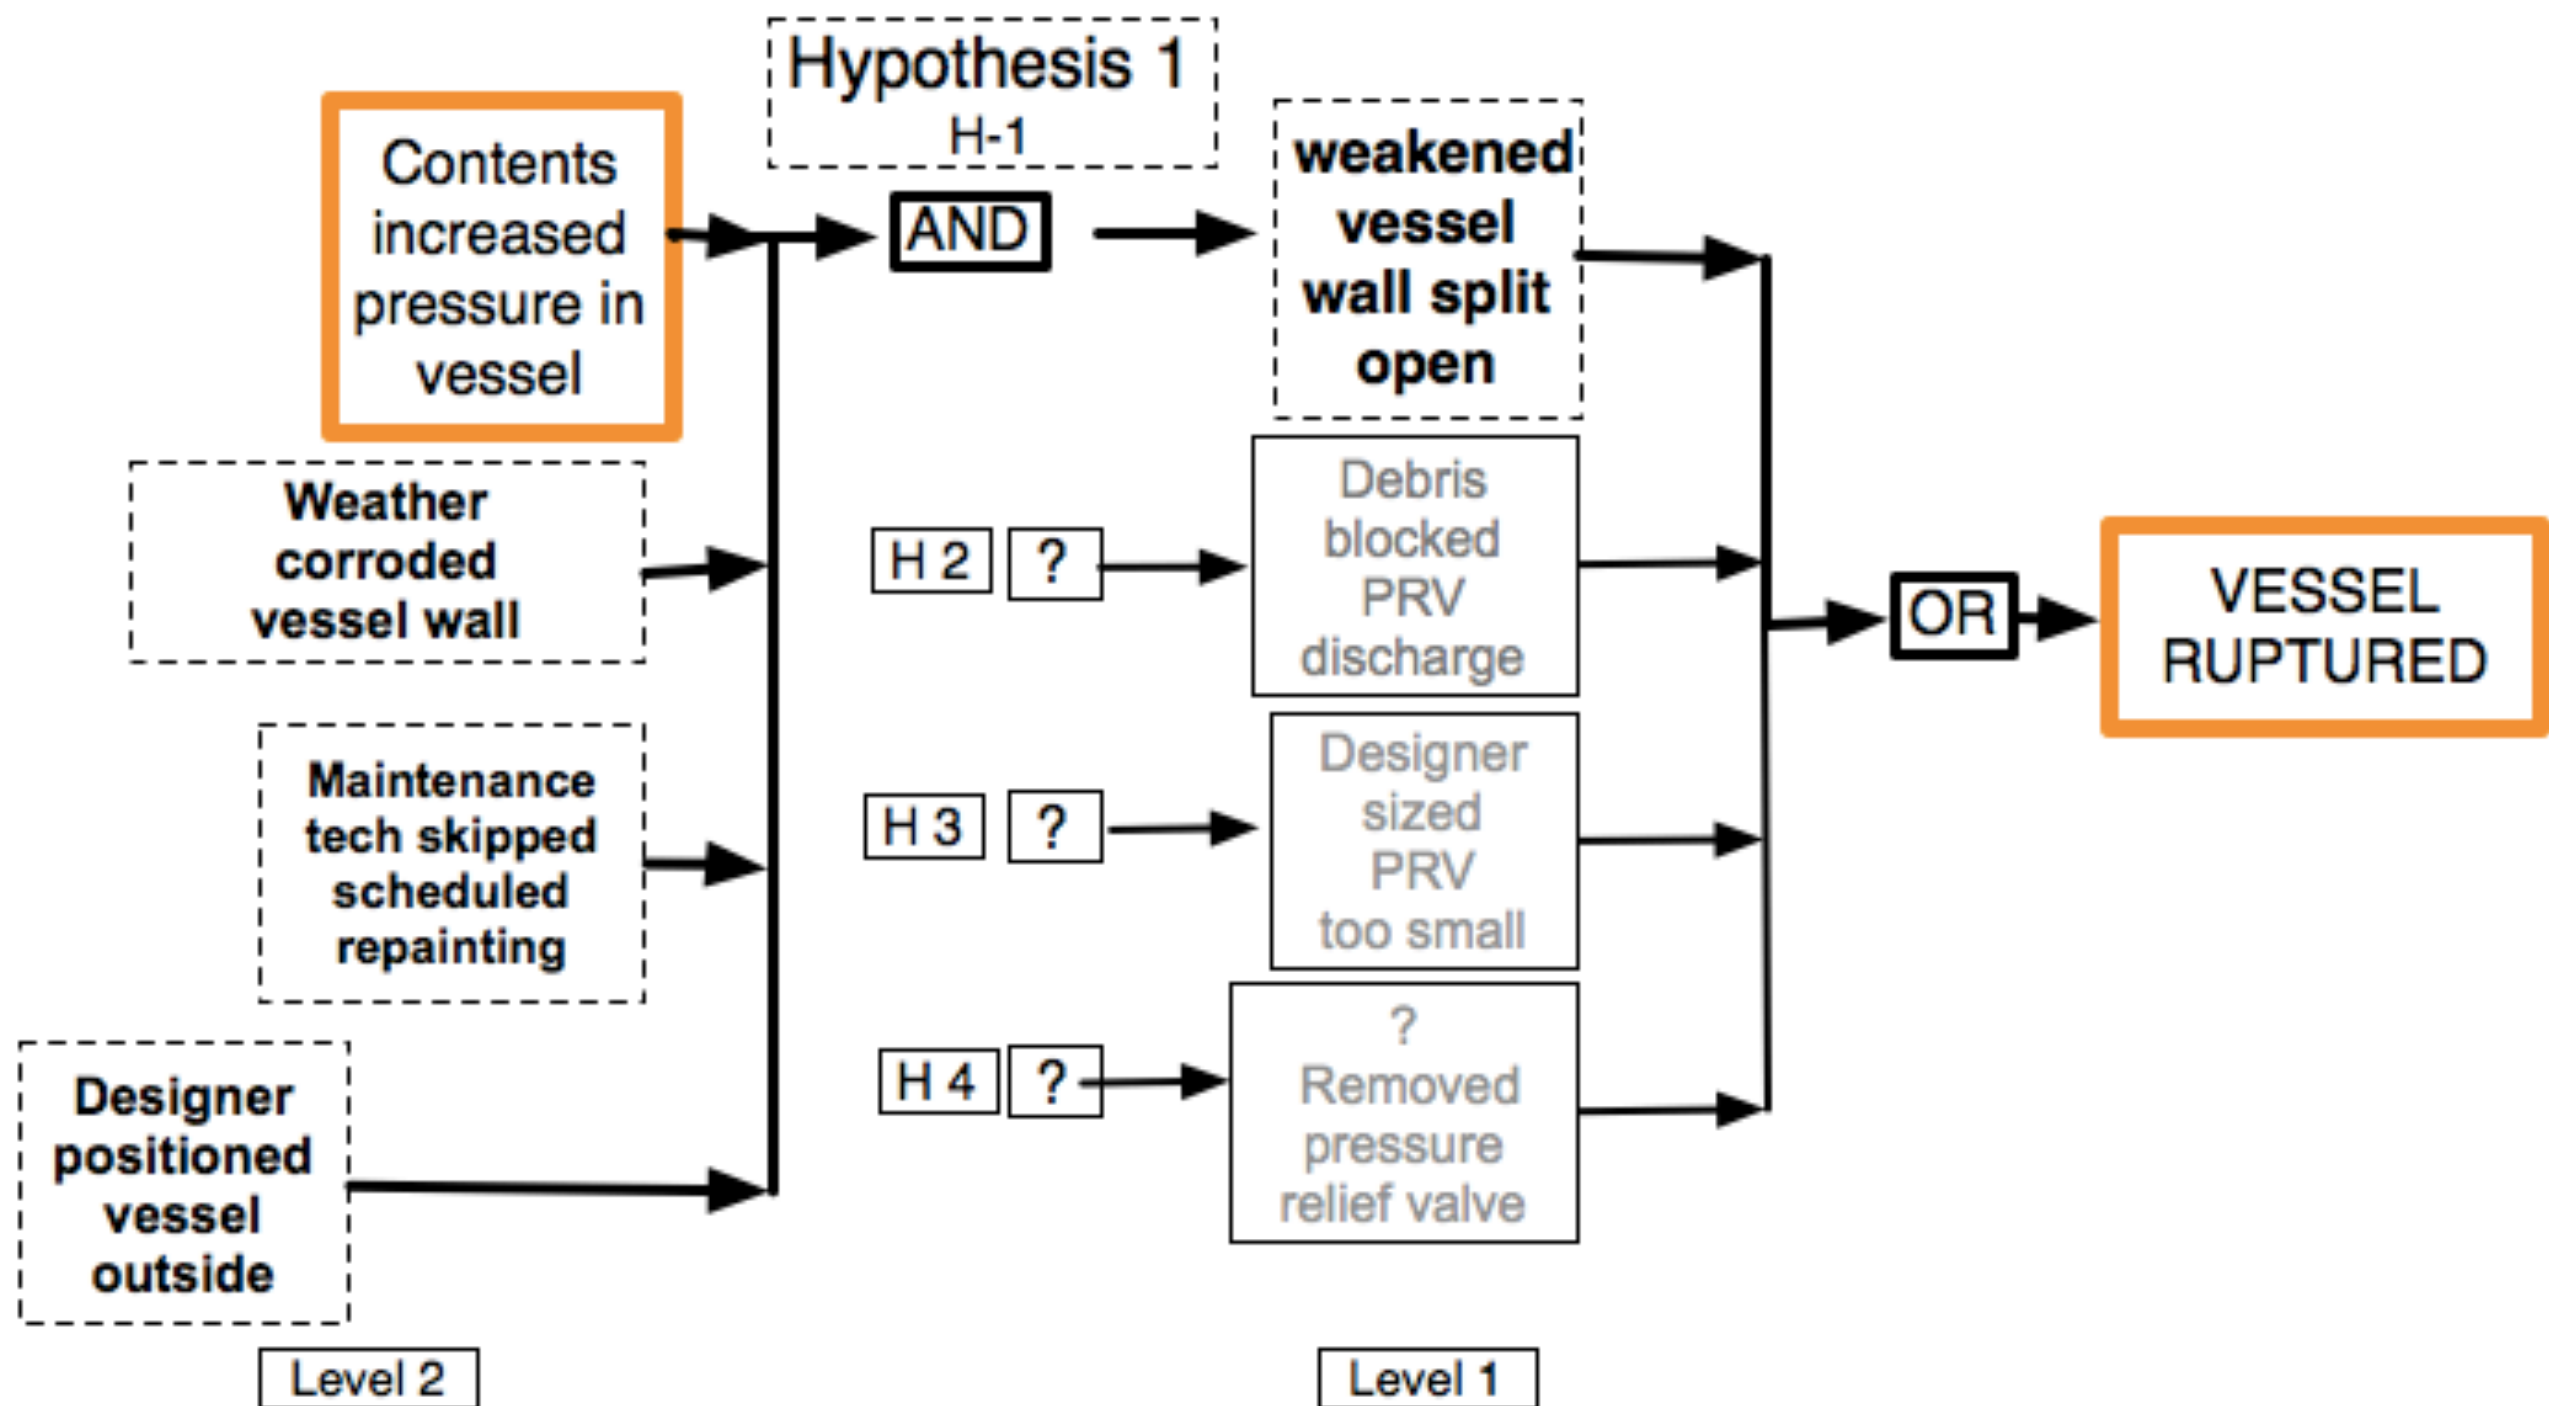 Hypothesis 1
H-1
Contents
increased
pressure in
vessel
AND
weakened
vessel
wall split
open
Weather
corroded
vessel wall
H 2
?
Debris
blocked
PRV
discharge
OR
VESSEL
RUPTURED
Maintenance
tech skipped
scheduled
repainting
H 3
?
Designer
sized
PRV
too small
Designer
positioned
vessel
outside
H 4
?
?
Removed
pressure
relief valve
Level 2
Level 1